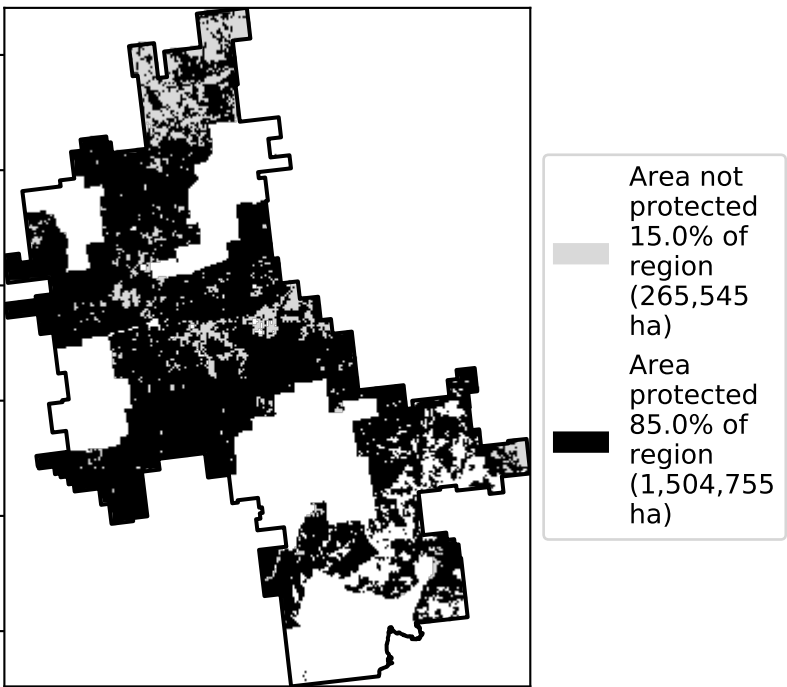 Area not
protected
15.0% of
region
(265,545
ha)
Area
protected
85.0% of
region
(1,504,755
ha)